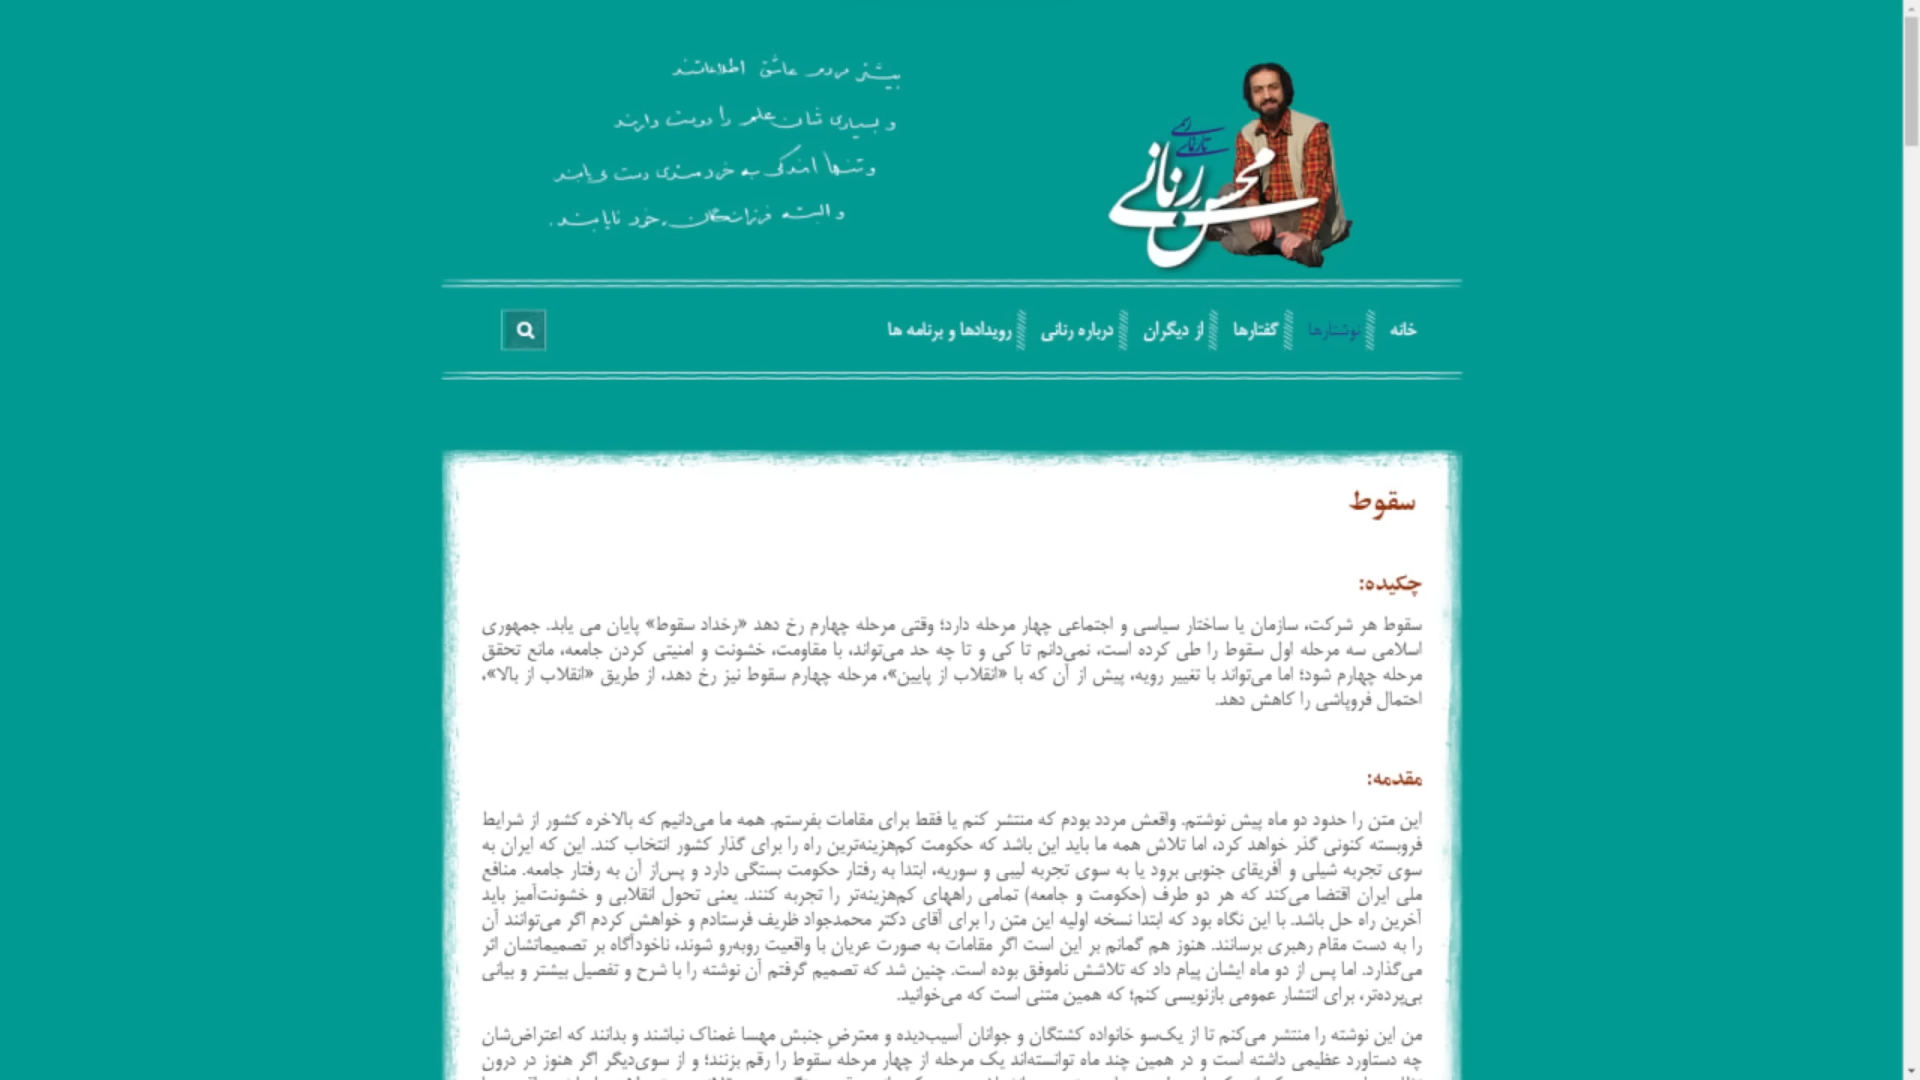 بیشتر مردم عاشق اطلاعاتند
و بسیاری شان علم را دوست دارند
و تنها اندکی به خردمندی دست می‌یابند
و البته فرزانگان خود نایابند.
تارنمای رسمی
محسن رنانی
خانه
نوشتارها
گفتارها
از دیگران
درباره رنانی
رویدادها و برنامه ها
سقوط
چکیده:
سقوط هر شرکت، سازمان یا ساختار سیاسی و اجتماعی چهار مرحله دارد؛ وقتی مرحله چهارم رخ دهد «رخداد سقوط» پایان می یابد. جمهوری
اسلامی سه مرحله اول سقوط را طی کرده است، نمی‌دانم تا کی و تا چه حد می‌تواند، با مقاومت، خشونت و امنیتی کردن جامعه، مانع تحقق
مرحله چهارم شود؛ اما می‌تواند با تغییر رویه، پیش از آن که با «انقلاب از پایین»، مرحله چهارم سقوط نیز رخ دهد، از طریق «انقلاب از بالا»،
احتمال فروپاشی را کاهش دهد.
مقدمه:
این متن را حدود دو ماه پیش نوشتم. واقعش مردد بودم که منتشر کنم یا فقط برای مقامات بفرستم. همه ما می‌دانیم که بالاخره کشور از شرایط
فروبسته کنونی گذر خواهد کرد، اما تلاش همه ما باید این باشد که حکومت کم‌هزینه‌ترین راه را برای گذار کشور انتخاب کند. این که ایران به
سوی تجربه شیلی و آفریقای جنوبی برود یا به سوی تجربه لیبی و سوریه، ابتدا به رفتار حکومت بستگی دارد و پس‌از آن به رفتار جامعه. منافع
ملی ایران اقتضا می‌کند که هر دو طرف (حکومت و جامعه) تمامی راههای کم‌هزینه‌تر را تجربه کنند. یعنی تحول انقلابی و خشونت‌آمیز باید
آخرین راه حل باشد. با این نگاه بود که ابتدا نسخه اولیه این متن را برای آقای دکتر محمدجواد ظریف فرستادم و خواهش کردم اگر می‌توانند آن
را به دست مقام رهبری برسانند. هنوز هم گمانم بر این است اگر مقامات به صورت عریان با واقعیت روبه‌رو شوند، ناخودآگاه بر تصمیماتشان اثر
می‌گذارد. اما پس از دو ماه ایشان پیام داد که تلاشش ناموفق بوده است. چنین شد که تصمیم گرفتم آن نوشته را با شرح و تفصیل بیشتر و بیانی
بی‌پرده‌تر، برای انتشار عمومی بازنویسی کنم؛ که همین متنی است که می‌خوانید.
من این نوشته را منتشر می‌کنم تا از یک‌سو خانواده کشتگان و جوانان آسیب‌دیده و معترضِ جنبش مهسا غمناک نباشند و بدانند که اعتراض‌شان
چه دستاورد عظیمی داشته است و در همین چند ماه توانسته‌اند یک مرحله از چهار مرحله سقوط را رقم بزنند؛ و از سوی‌دیگر اگر هنوز در درون